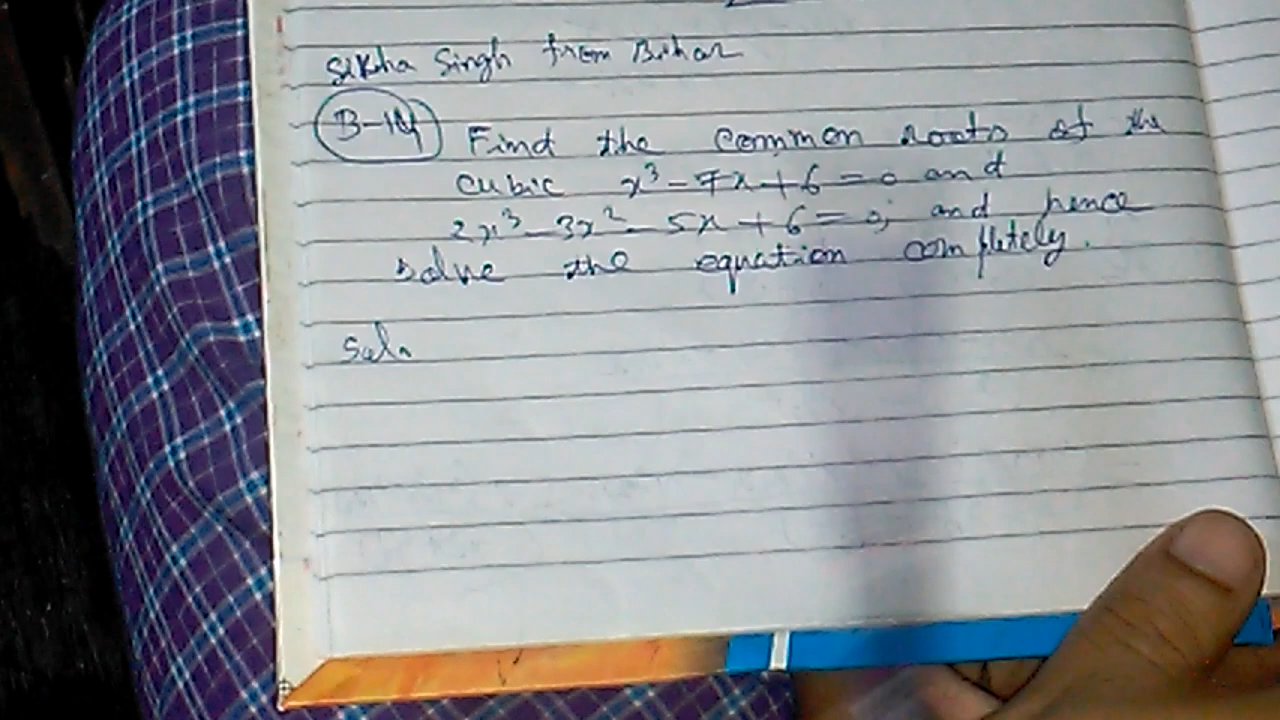 Sikha Singh from Bihar
B-14 Find the common roots of the
cubic x³ - 7x + 6 = 0 and
2x³ - 3x² - 5x + 6 = 0; and hence
solve the equation completely.
Soln